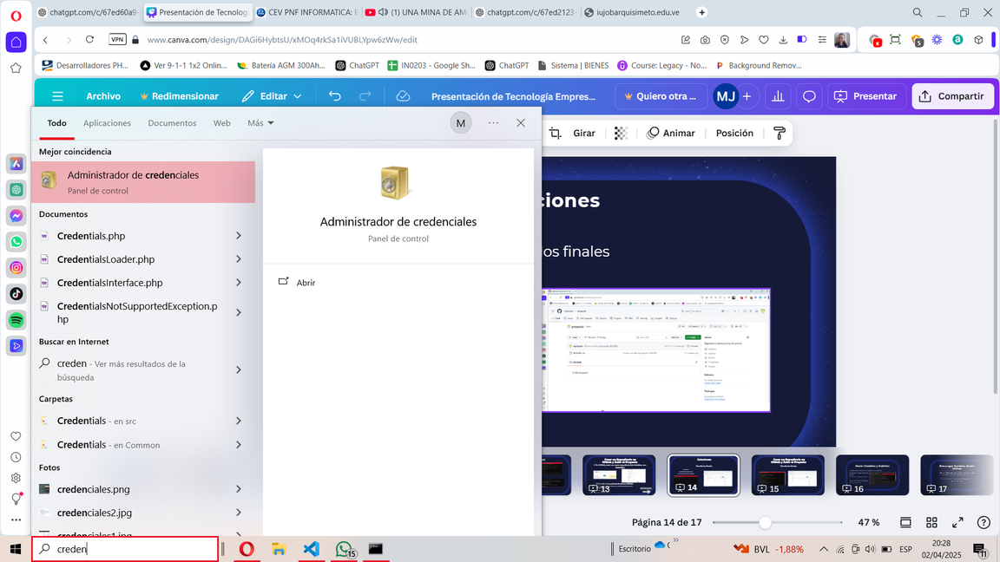 chatgpt.com/c/67ed60a9-
Presentación de Tecnolog
CEV PNF INFORMATICA: E
(1) UNA MINA DE AM
chatgpt.com/c/67ed2123-
iujobarquisimeto.edu.ve
VPN
www.canva.com/design/DAGi6HybtsU/xMOq4rkSa1iVUBLYpw6zWw/edit
Desarrolladores PH...
Ver 9-1-1 1x2 Onlin...
Batería AGM 300Ah...
ChatGPT
IN0203 - Google Sh...
ChatGPT
Sistema | BIENES
Course: Legacy - No...
Background Remov...
Archivo
Redimensionar
Editar
Presentación de Tecnología Empres...
Quiero otra ...
MJ
Presentar
Compartir
Todo
Aplicaciones
Documentos
Web
Más
M
Girar
Animar
Posición
Mejor coincidencia
Administrador de credenciales
Panel de control
Documentos
Credentials.php
CredentialsLoader.php
CredentialsInterface.php
CredentialsNotSupportedException.p
hp
Buscar en Internet
creden - Ver más resultados de la
búsqueda
Carpetas
Credentials - en src
Credentials - en Common
Fotos
credenciales.png
credenciales2.jpg
credenciales1.jpg
Administrador de credenciales
Panel de control
Abrir
ciones
os finales
13
14
15
16
17
Página 14 de 17
47 %
creden
15
Escritorio
BVL -1,88%
ESP
20:28
02/04/2025
11